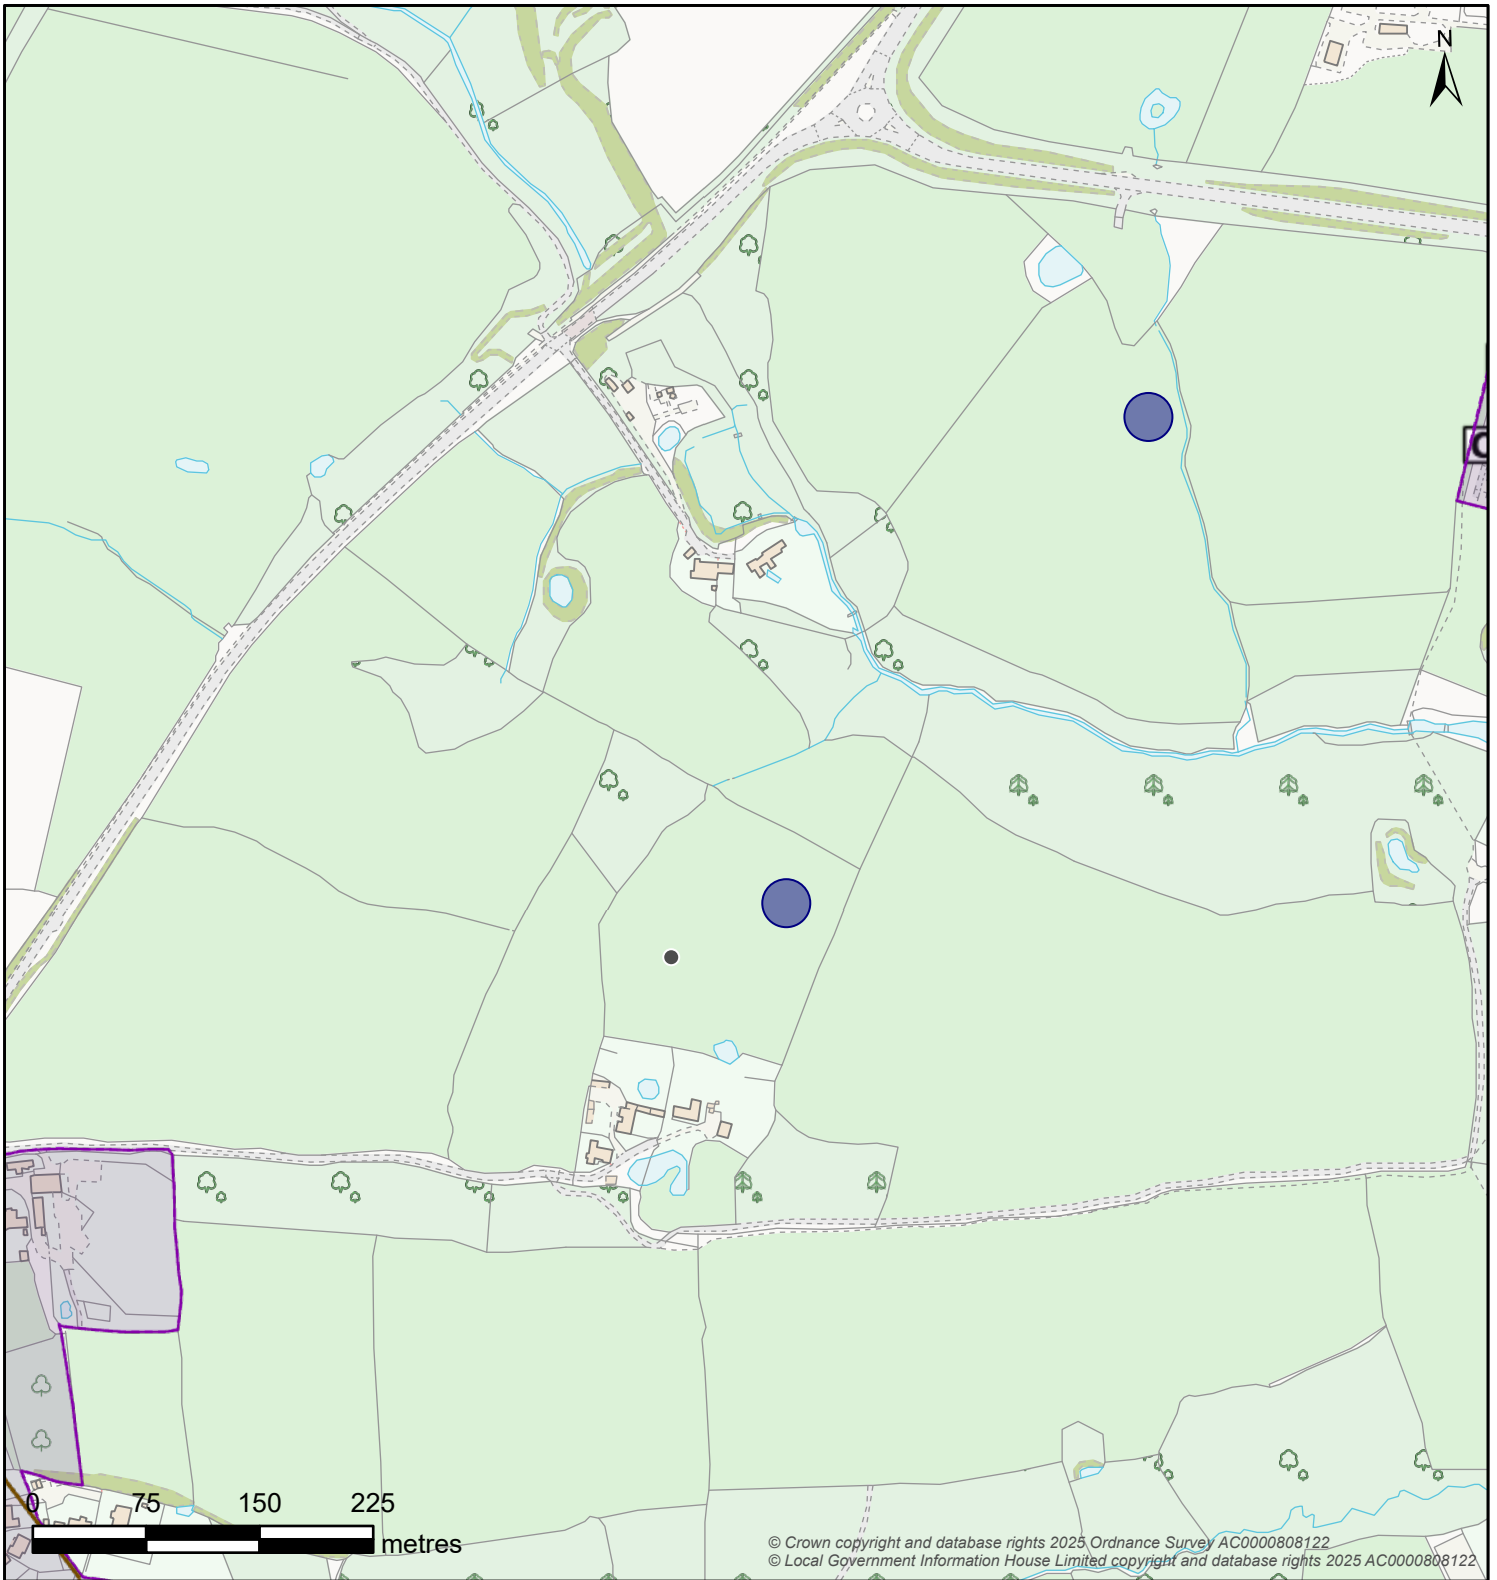 N
0 75 150 225
metres
© Crown copyright and database rights 2025 Ordnance Survey AC0000808122
© Local Government Information House Limited copyright and database rights 2025 AC0000808122